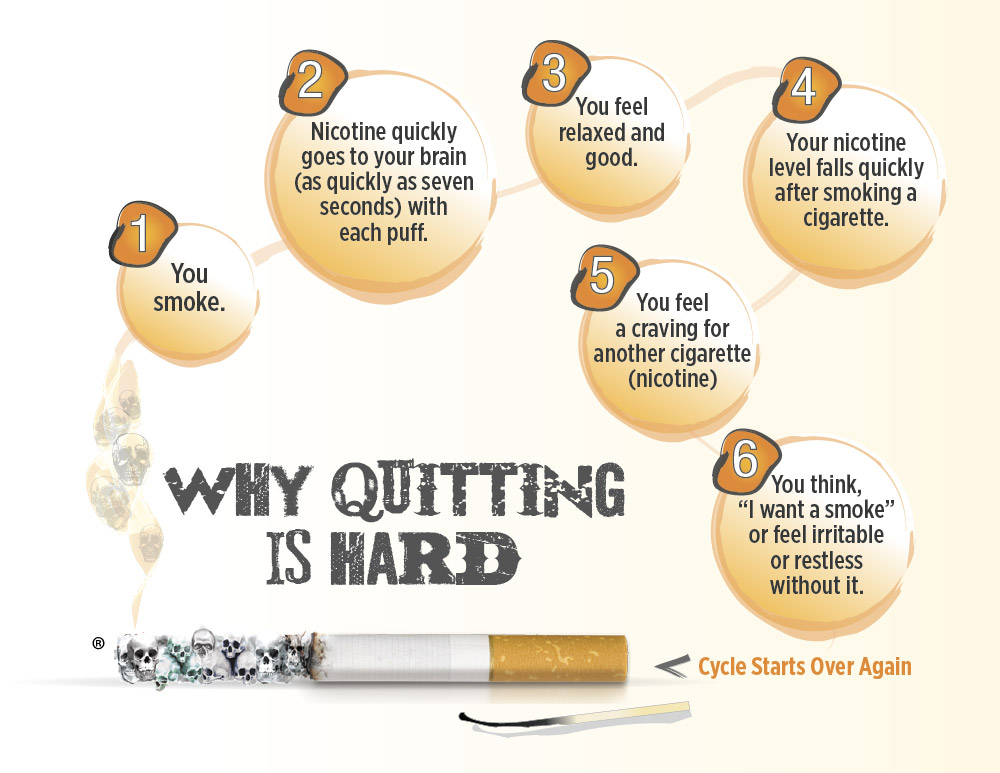 1
You
smoke.
2
Nicotine quickly
goes to your brain
(as quickly as seven
seconds) with
each puff.
3
You feel
relaxed and
good.
4
Your nicotine
level falls quickly
after smoking a
cigarette.
5
You feel
a craving for
another cigarette
(nicotine)
6
You think,
“I want a smoke”
or feel irritable
or restless
without it.
WHY QUITTING
IS HARD
®
Cycle Starts Over Again